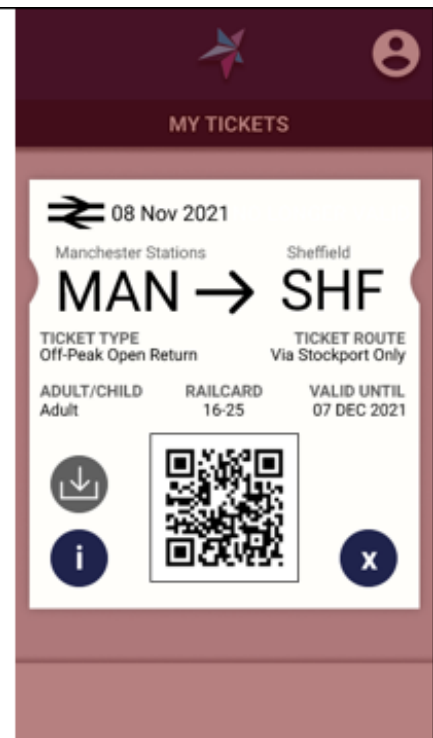 MY TICKETS
08 Nov 2021
Manchester Stations Sheffield
MAN → SHF
TICKET TYPE TICKET ROUTE
Off-Peak Open Return Via Stockport Only
ADULT/CHILD RAILCARD VALID UNTIL
Adult 16-25 07 DEC 2021
i x